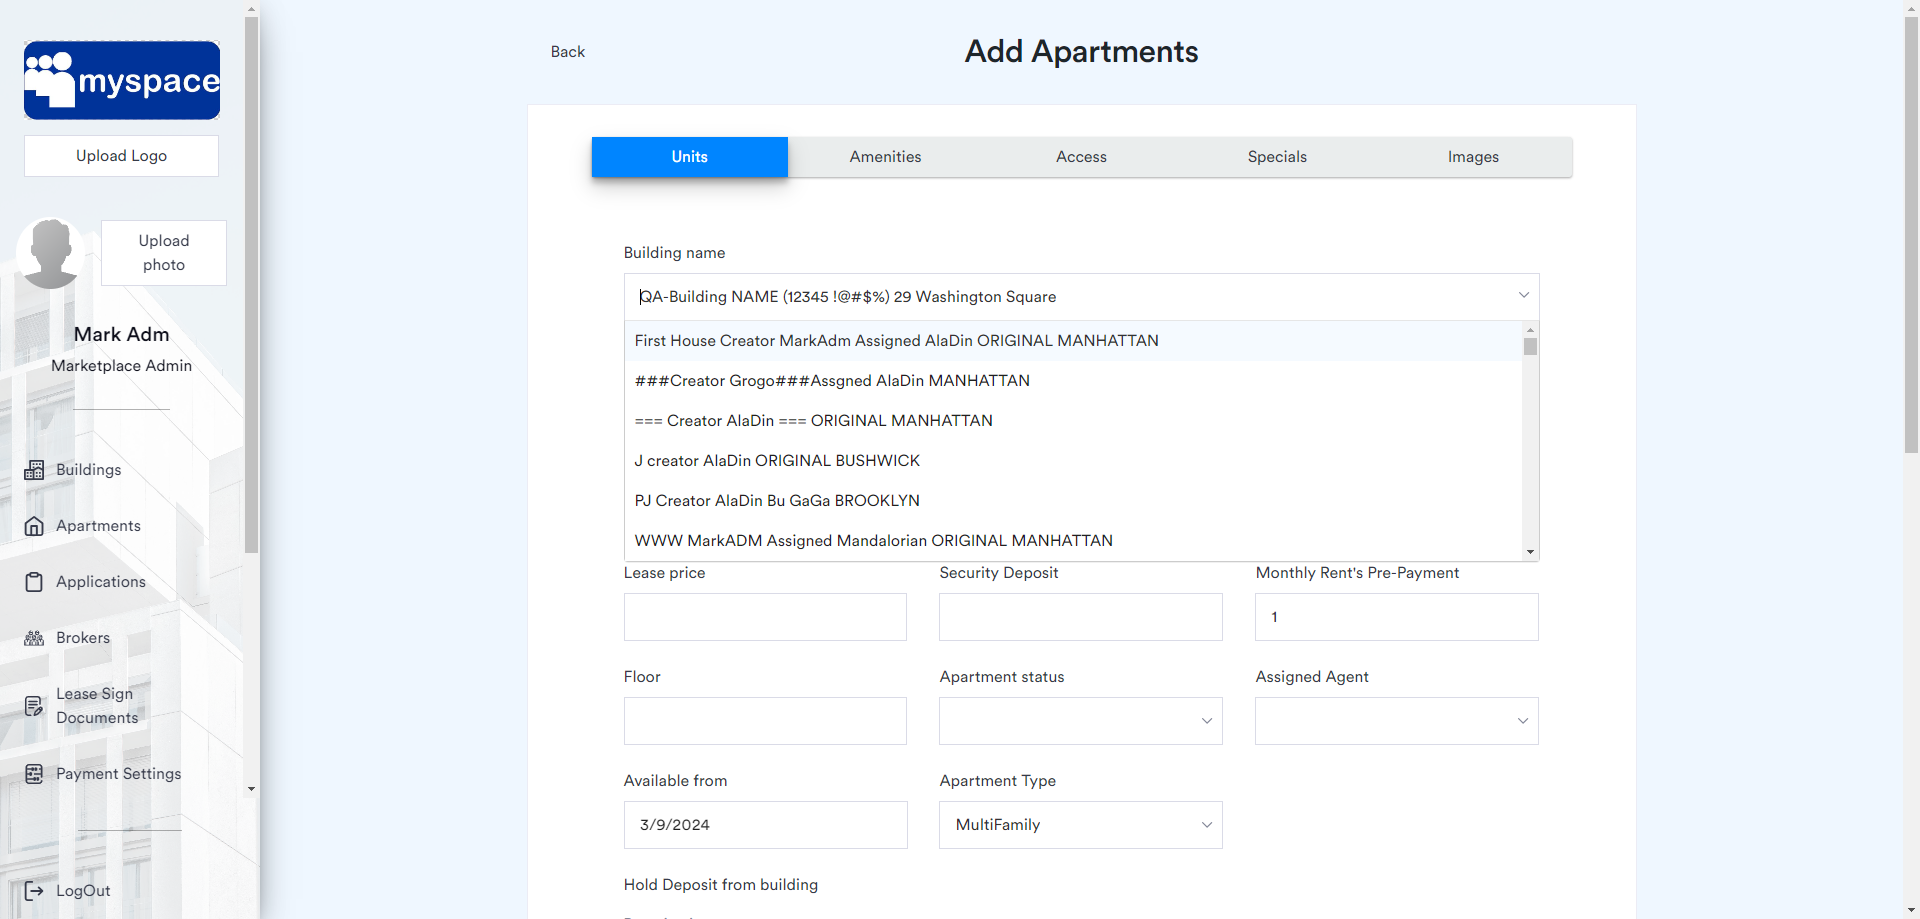 myspace
Upload Logo
Upload
photo
Mark Adm
Marketplace Admin
Buildings
Apartments
Applications
Brokers
Lease Sign
Documents
Payment Settings
LogOut
Back
Add Apartments
Units
Amenities
Access
Specials
Images
Building name
QA-Building NAME (12345 !@#$%) 29 Washington Square
First House Creator MarkAdm Assigned AlaDin ORIGINAL MANHATTAN
###Creator Grogo###Assgned AlaDin MANHATTAN
=== Creator AlaDin === ORIGINAL MANHATTAN
J creator AlaDin ORIGINAL BUSHWICK
PJ Creator AlaDin Bu GaGa BROOKLYN
WWW MarkADM Assigned Mandalorian ORIGINAL MANHATTAN
Lease price
Security Deposit
Monthly Rent's Pre-Payment
1
Floor
Apartment status
Assigned Agent
Available from
Apartment Type
3/9/2024
MultiFamily
Hold Deposit from building